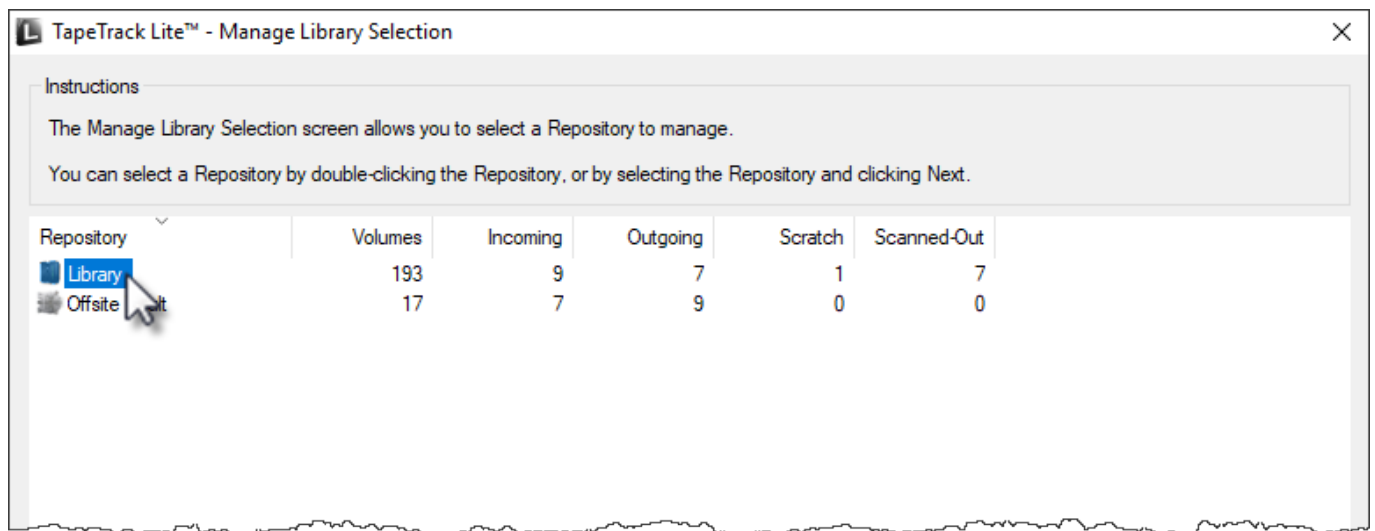 TapeTrack Lite™ - Manage Library Selection
Instructions
The Manage Library Selection screen allows you to select a Repository to manage.
You can select a Repository by double-clicking the Repository, or by selecting the Repository and clicking Next.
Repository Volumes Incoming Outgoing Scratch Scanned-Out
Library 193 9 7 1 7
Offsite 17 7 9 0 0